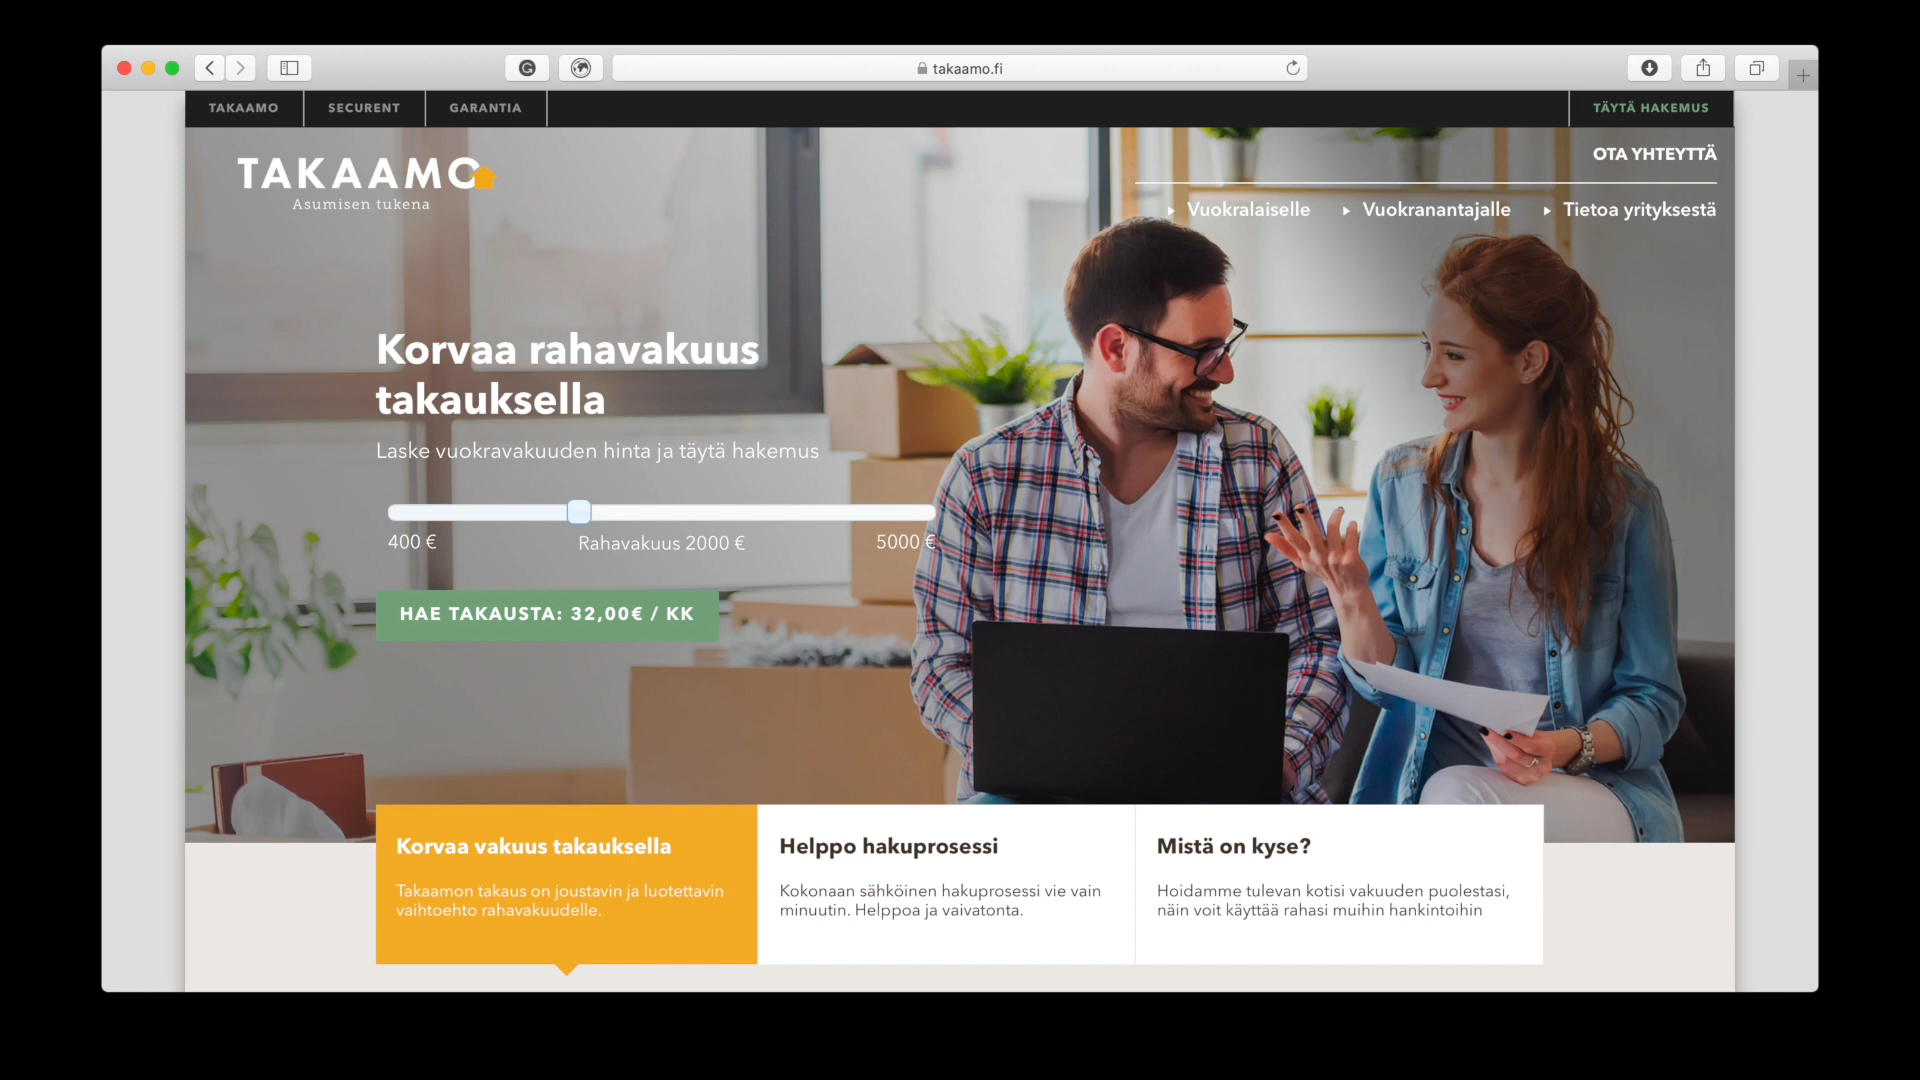 takaamo.fi
TAKAAMO
SECURENT
GARANTIA
TÄYTÄ HAKEMUS
TAKAAMO
Asumisen tukena
OTA YHTEYTTÄ
Vuokralaiselle
Vuokranantajalle
Tietoa yrityksestä
Korvaa rahavakuus
takauksella
Laske vuokravakuuden hinta ja täytä hakemus
400 €
Rahavakuus 2000 €
5000 €
HAE TAKAUSTA: 32,00€ / KK
Korvaa vakuus takauksella
Takaamon takaus on joustavin ja luotettavin
vaihtoehto rahavakuudelle.
Helppo hakuprosessi
Kokonaan sähköinen hakuprosessi vie vain
minuutin. Helppoa ja vaivatonta.
Mistä on kyse?
Hoidamme tulevan kotisi vakuuden puolestasi,
näin voit käyttää rahasi muihin hankintoihin